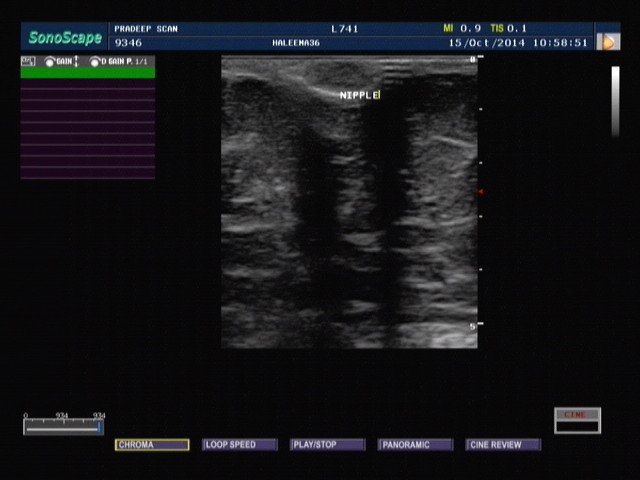 SonoScape
PRADEEP SCAN
L741
MI 0.9 TIS 0.1
9346
HALEEMA36
15/Oct/2014 10:58:51
GAIN
D GAIN P. 1/1
0
NIPPLE
5
0 934 934
CINE
CHROMA
LOOP SPEED
PLAY/STOP
PANORAMIC
CINE REVIEW